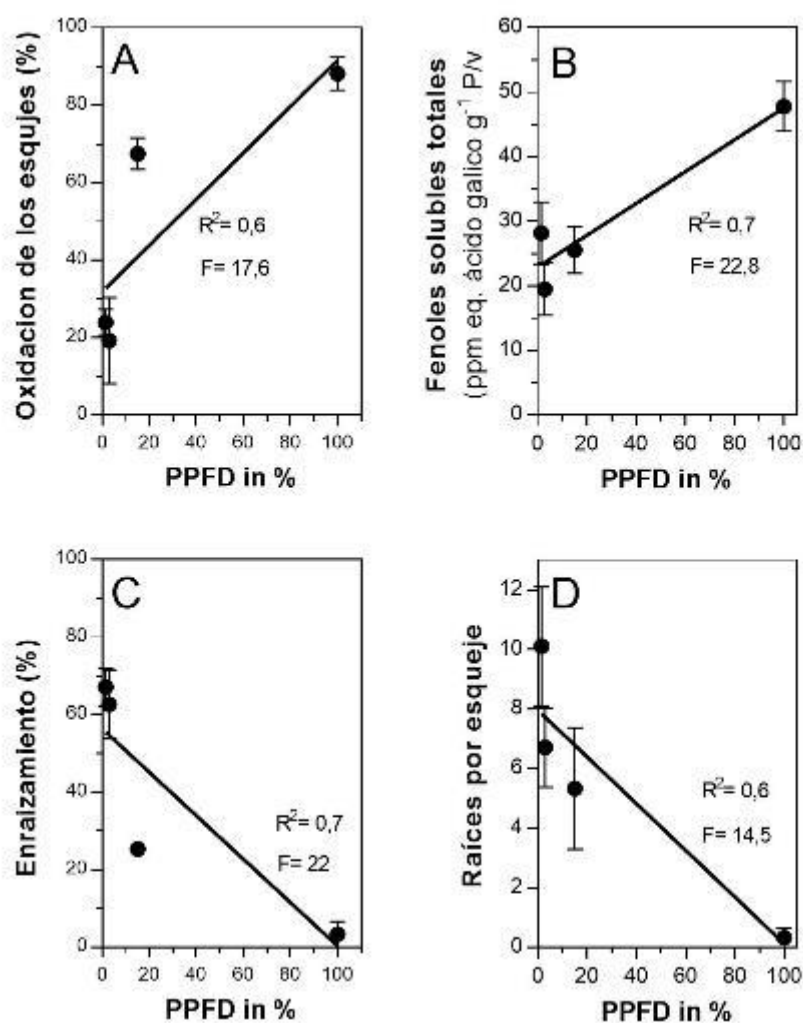 A
Oxidacion de los esqujes (%)
100
80
60
40
20
0
R²= 0,6
F= 17,6
0 20 40 60 80 100
PPFD in %
B
Fenoles solubles totales
(ppm eq. ácido galico g⁻¹ P/v
60
50
40
30
20
10
0
R²= 0,7
F= 22,8
0 20 40 60 80 100
PPFD in %
C
Enraizamiento (%)
100
80
60
40
20
0
R²= 0,7
F= 22
0 20 40 60 80 100
PPFD in %
D
Raíces por esqueje
12
10
8
6
4
2
0
R²= 0,6
F= 14,5
0 20 40 60 80 100
PPFD in %